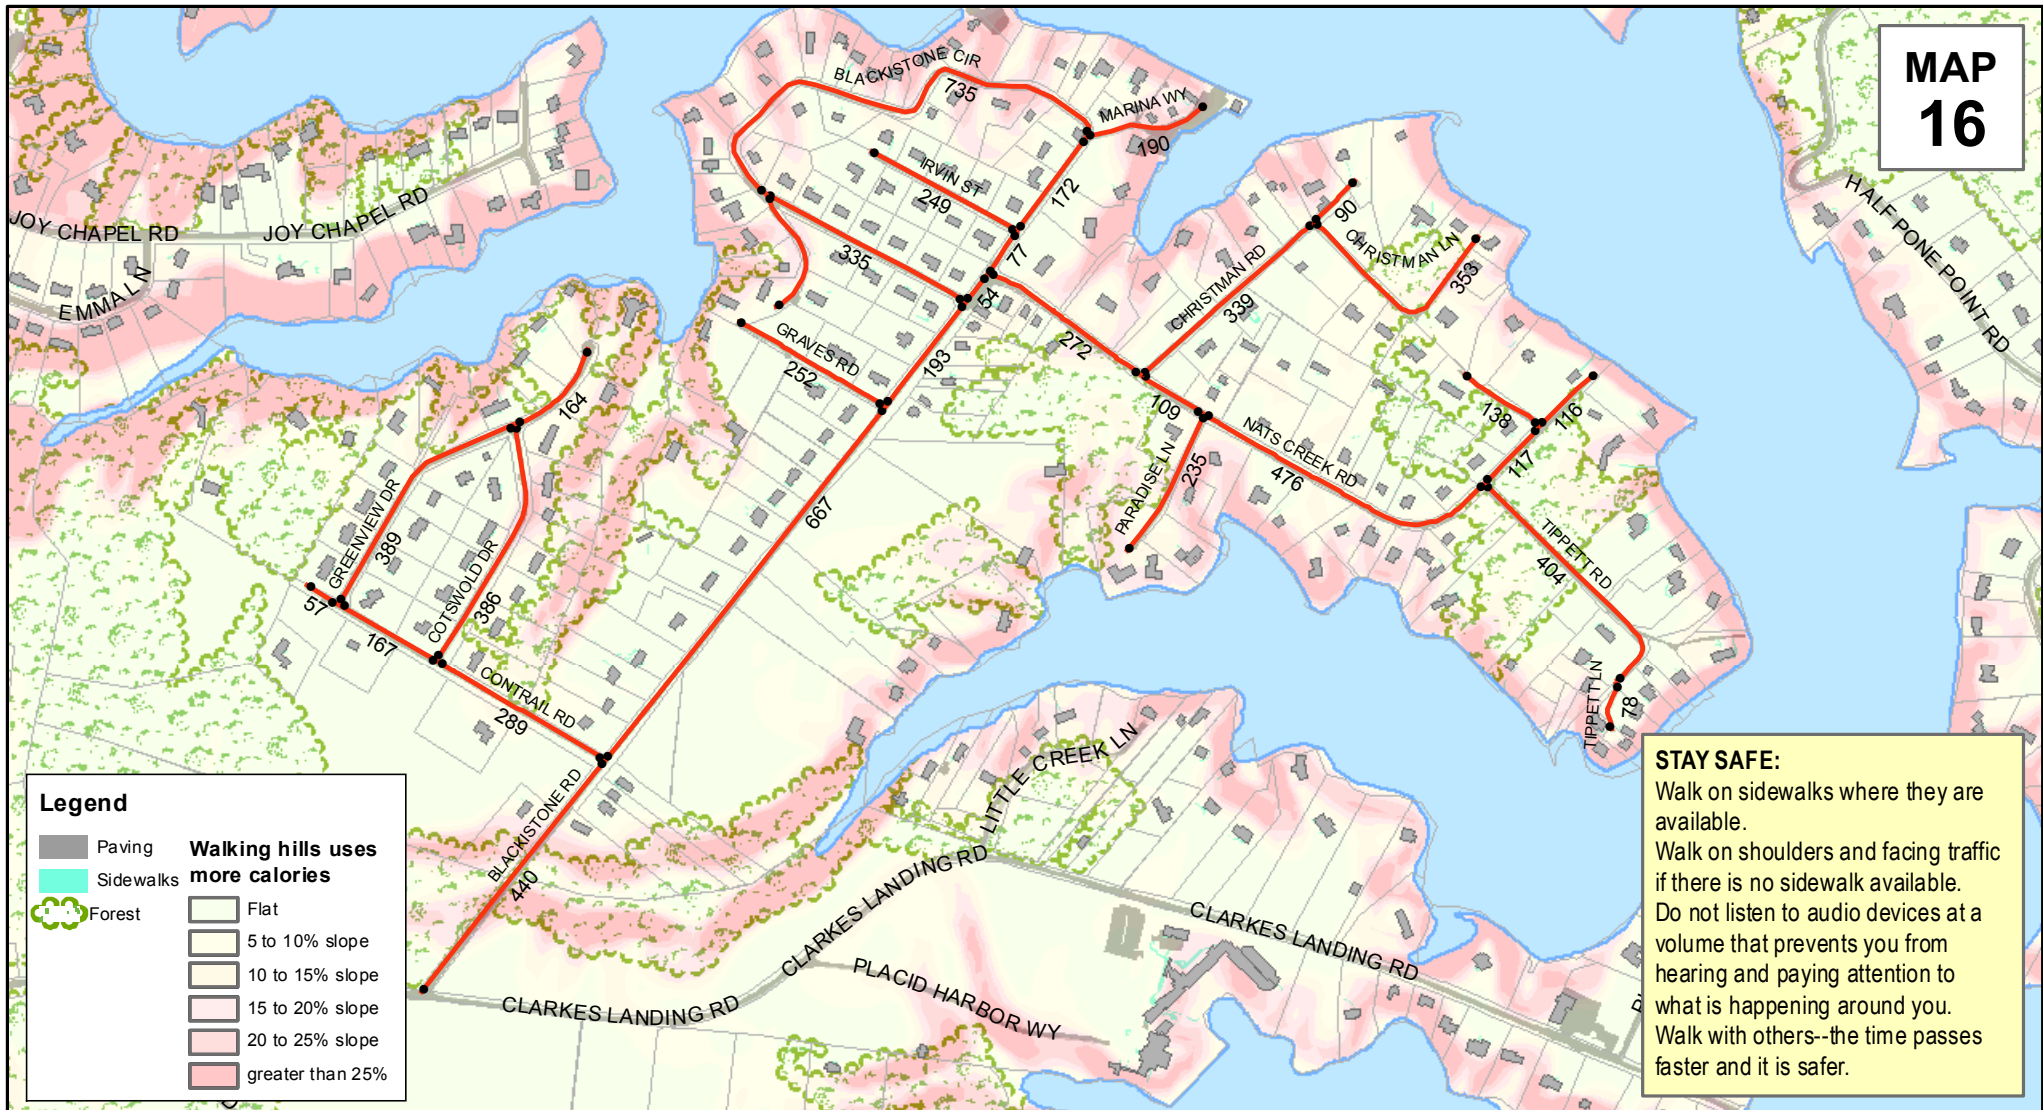 MAP
16
BLACKISTONE CIR
735
MARINA WY
190
IRVIN ST
249
172
77
335
54
GRAVES RD
252
193
272
CHRISTMAN RD
339
90
CHRISTMAN LN
353
109
NATS CREEK RD
476
PARADISE LN
235
138
116
117
TIPPETT RD
404
TIPPETT LN
78
HALF PONE POINT RD
JOY CHAPEL RD
JOY CHAPEL RD
EMMA LN
164
GREENVIEW DR
389
COTSWOLD DR
386
57
167
CONTRAIL RD
289
667
BLACKISTONE RD
440
LITTLE CREEK LN
CLARKES LANDING RD
CLARKES LANDING RD
CLARKES LANDING RD
PLACID HARBOR WY
Legend
Paving
Sidewalks
Forest
Walking hills uses
more calories
Flat
5 to 10% slope
10 to 15% slope
15 to 20% slope
20 to 25% slope
greater than 25%
STAY SAFE:
Walk on sidewalks where they are
available.
Walk on shoulders and facing traffic
if there is no sidewalk available.
Do not listen to audio devices at a
volume that prevents you from
hearing and paying attention to
what is happening around you.
Walk with others--the time passes
faster and it is safer.